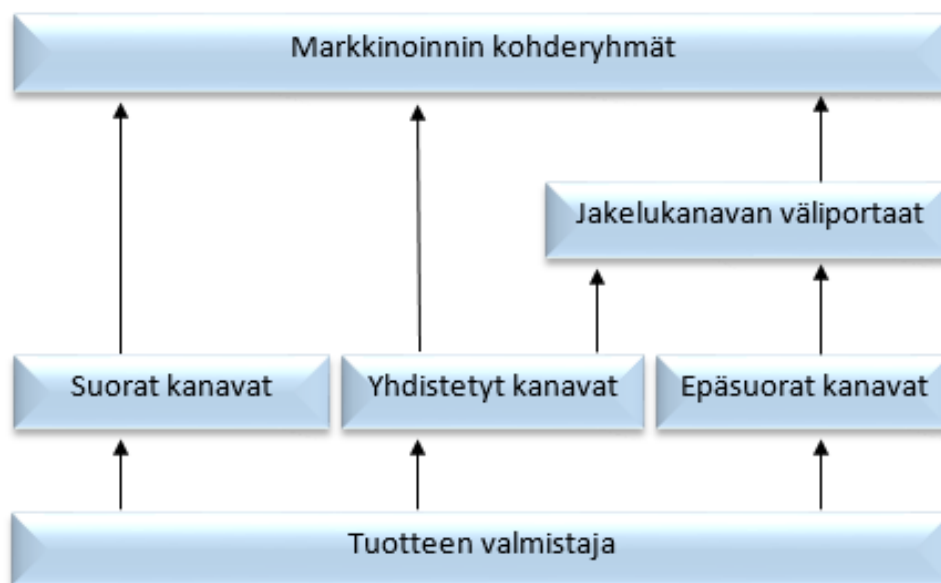 Markkinoinnin kohderyhmät
Jakelukanavan väliportaat
Suorat kanavat
Yhdistetyt kanavat
Epäsuorat kanavat
Tuotteen valmistaja